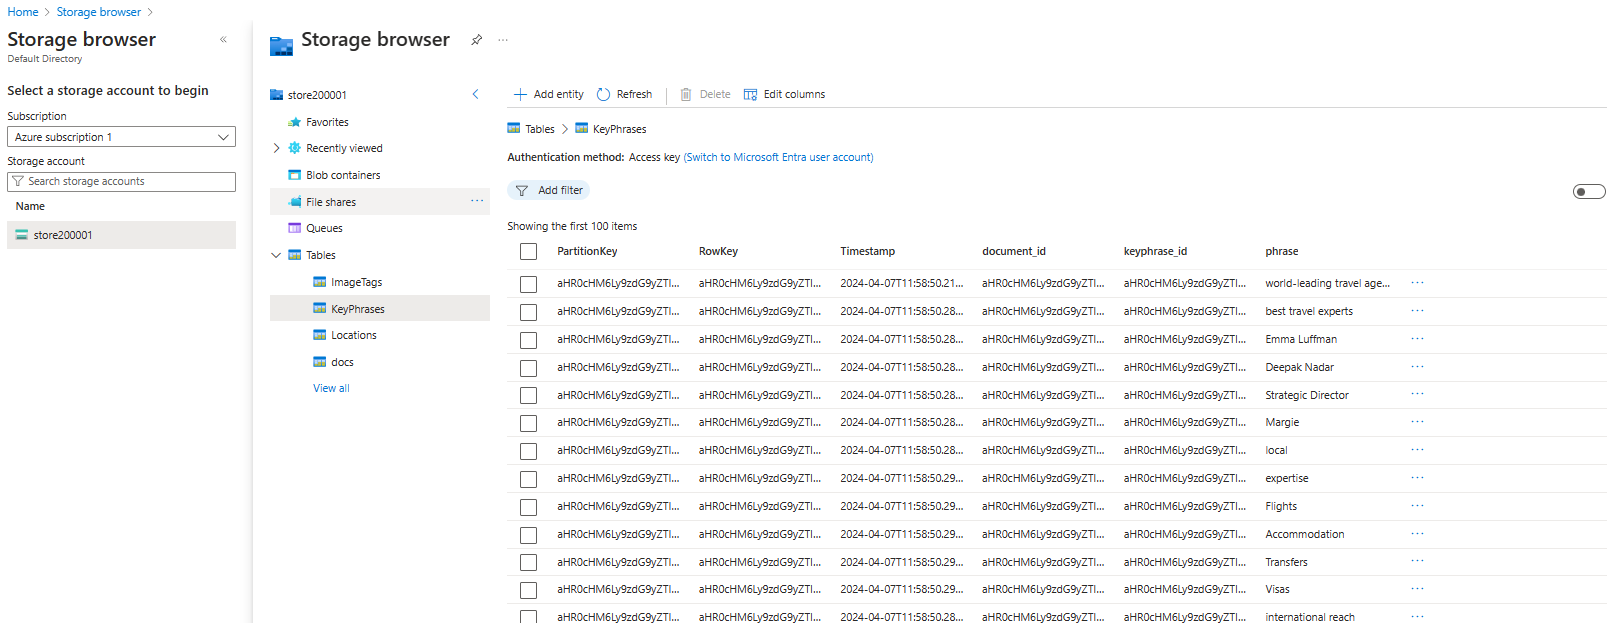 Home > Storage browser >
Storage browser «
Default Directory
Select a storage account to begin
Subscription
Azure subscription 1
Storage account
Search storage accounts
Name
store200001
Storage browser ...
store200001
Favorites
Recently viewed
Blob containers
File shares ...
Queues
Tables
ImageTags
KeyPhrases
Locations
docs
View all
Add entity Refresh Delete Edit columns
Tables > KeyPhrases
Authentication method: Access key (Switch to Microsoft Entra user account)
Add filter
Showing the first 100 items
PartitionKey RowKey Timestamp document_id keyphrase_id phrase
aHR0cHM6Ly9zdG9yZTI... aHR0cHM6Ly9zdG9yZTI... 2024-04-07T11:58:50.21... aHR0cHM6Ly9zdG9yZTI... aHR0cHM6Ly9zdG9yZTI... world-leading travel age... ...
aHR0cHM6Ly9zdG9yZTI... aHR0cHM6Ly9zdG9yZTI... 2024-04-07T11:58:50.28... aHR0cHM6Ly9zdG9yZTI... aHR0cHM6Ly9zdG9yZTI... best travel experts ...
aHR0cHM6Ly9zdG9yZTI... aHR0cHM6Ly9zdG9yZTI... 2024-04-07T11:58:50.28... aHR0cHM6Ly9zdG9yZTI... aHR0cHM6Ly9zdG9yZTI... Emma Luffman ...
aHR0cHM6Ly9zdG9yZTI... aHR0cHM6Ly9zdG9yZTI... 2024-04-07T11:58:50.28... aHR0cHM6Ly9zdG9yZTI... aHR0cHM6Ly9zdG9yZTI... Deepak Nadar ...
aHR0cHM6Ly9zdG9yZTI... aHR0cHM6Ly9zdG9yZTI... 2024-04-07T11:58:50.28... aHR0cHM6Ly9zdG9yZTI... aHR0cHM6Ly9zdG9yZTI... Strategic Director ...
aHR0cHM6Ly9zdG9yZTI... aHR0cHM6Ly9zdG9yZTI... 2024-04-07T11:58:50.28... aHR0cHM6Ly9zdG9yZTI... aHR0cHM6Ly9zdG9yZTI... Margie ...
aHR0cHM6Ly9zdG9yZTI... aHR0cHM6Ly9zdG9yZTI... 2024-04-07T11:58:50.28... aHR0cHM6Ly9zdG9yZTI... aHR0cHM6Ly9zdG9yZTI... local ...
aHR0cHM6Ly9zdG9yZTI... aHR0cHM6Ly9zdG9yZTI... 2024-04-07T11:58:50.29... aHR0cHM6Ly9zdG9yZTI... aHR0cHM6Ly9zdG9yZTI... expertise ...
aHR0cHM6Ly9zdG9yZTI... aHR0cHM6Ly9zdG9yZTI... 2024-04-07T11:58:50.29... aHR0cHM6Ly9zdG9yZTI... aHR0cHM6Ly9zdG9yZTI... Flights ...
aHR0cHM6Ly9zdG9yZTI... aHR0cHM6Ly9zdG9yZTI... 2024-04-07T11:58:50.29... aHR0cHM6Ly9zdG9yZTI... aHR0cHM6Ly9zdG9yZTI... Accommodation ...
aHR0cHM6Ly9zdG9yZTI... aHR0cHM6Ly9zdG9yZTI... 2024-04-07T11:58:50.29... aHR0cHM6Ly9zdG9yZTI... aHR0cHM6Ly9zdG9yZTI... Transfers ...
aHR0cHM6Ly9zdG9yZTI... aHR0cHM6Ly9zdG9yZTI... 2024-04-07T11:58:50.29... aHR0cHM6Ly9zdG9yZTI... aHR0cHM6Ly9zdG9yZTI... Visas ...
aHR0cHM6Ly9zdG9yZTI... aHR0cHM6Ly9zdG9yZTI... 2024-04-07T11:58:50.28... aHR0cHM6Ly9zdG9yZTI... aHR0cHM6Ly9zdG9yZTI... international reach ...